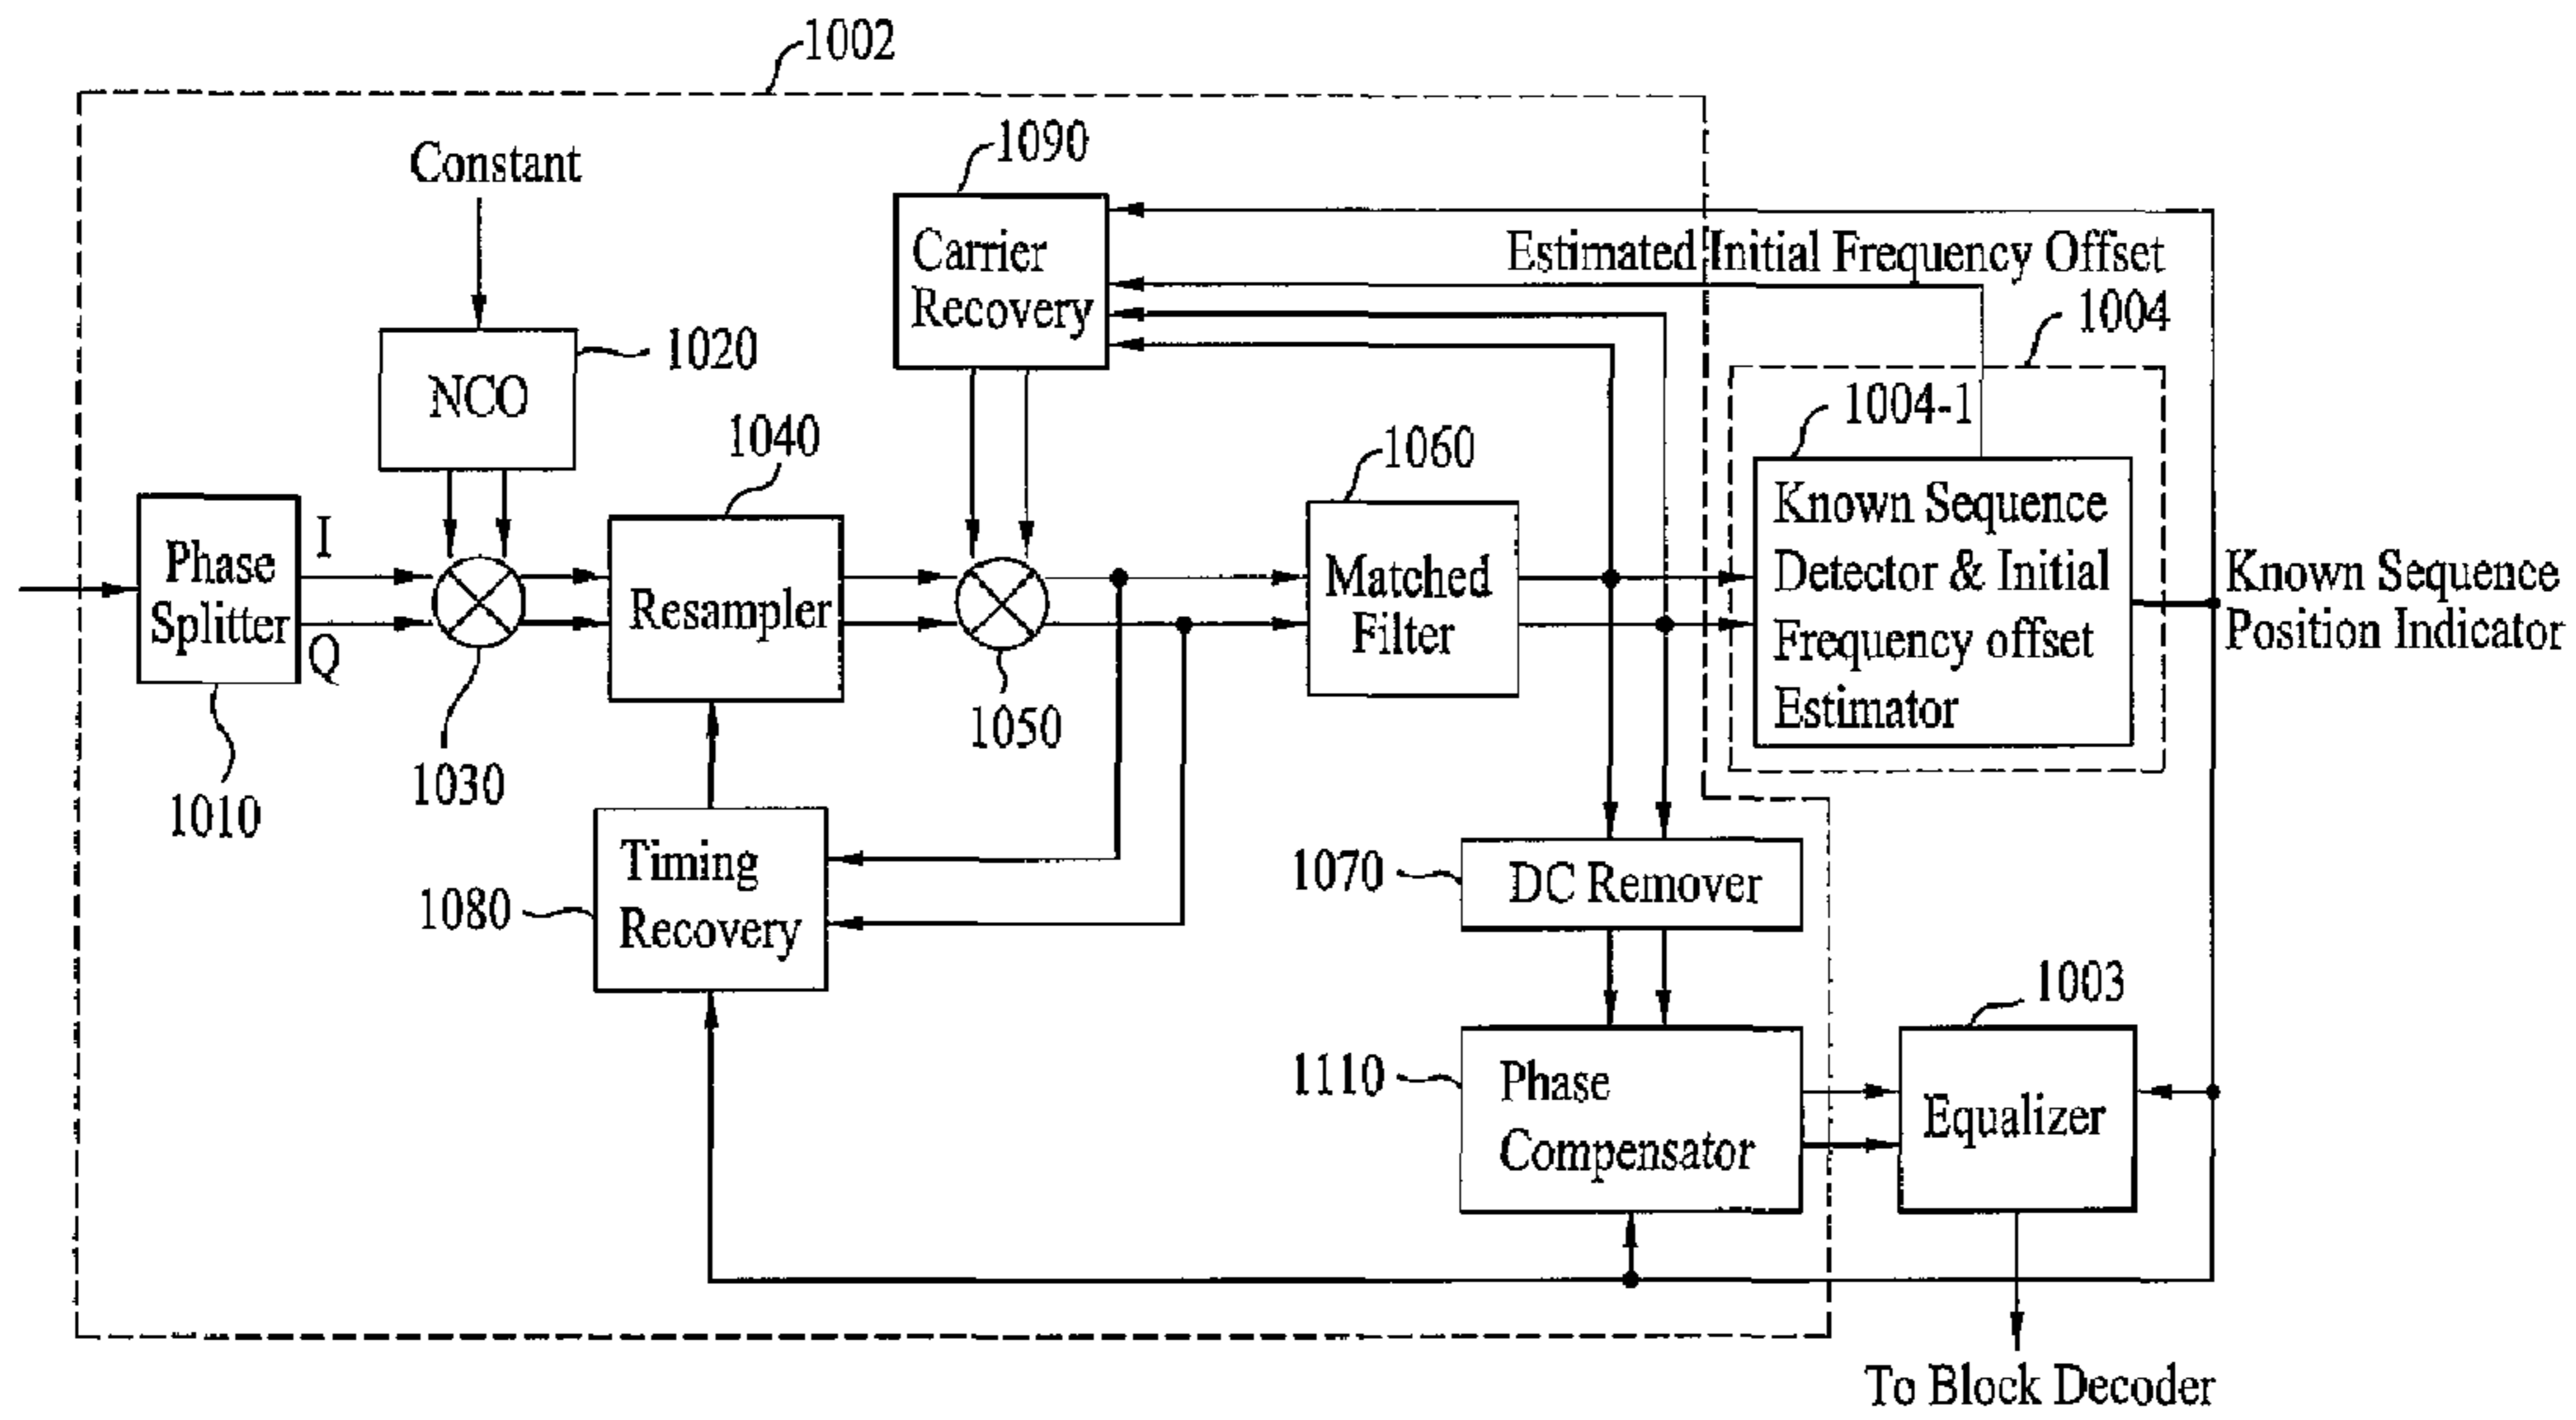 1002
1090
Constant
Carrier
Recovery
Estimated Initial Frequency Offset
1004
1020
NCO
1004-1
1040
1060
Known Sequence
Detector & Initial
Frequency offset
Estimator
I
Phase
Splitter
Q
Resampler
Matched
Filter
Known Sequence
Position Indicator
1050
1030
1010
Timing
Recovery
1080
1070
DC Remover
1003
1110
Phase
Compensator
Equalizer
To Block Decoder